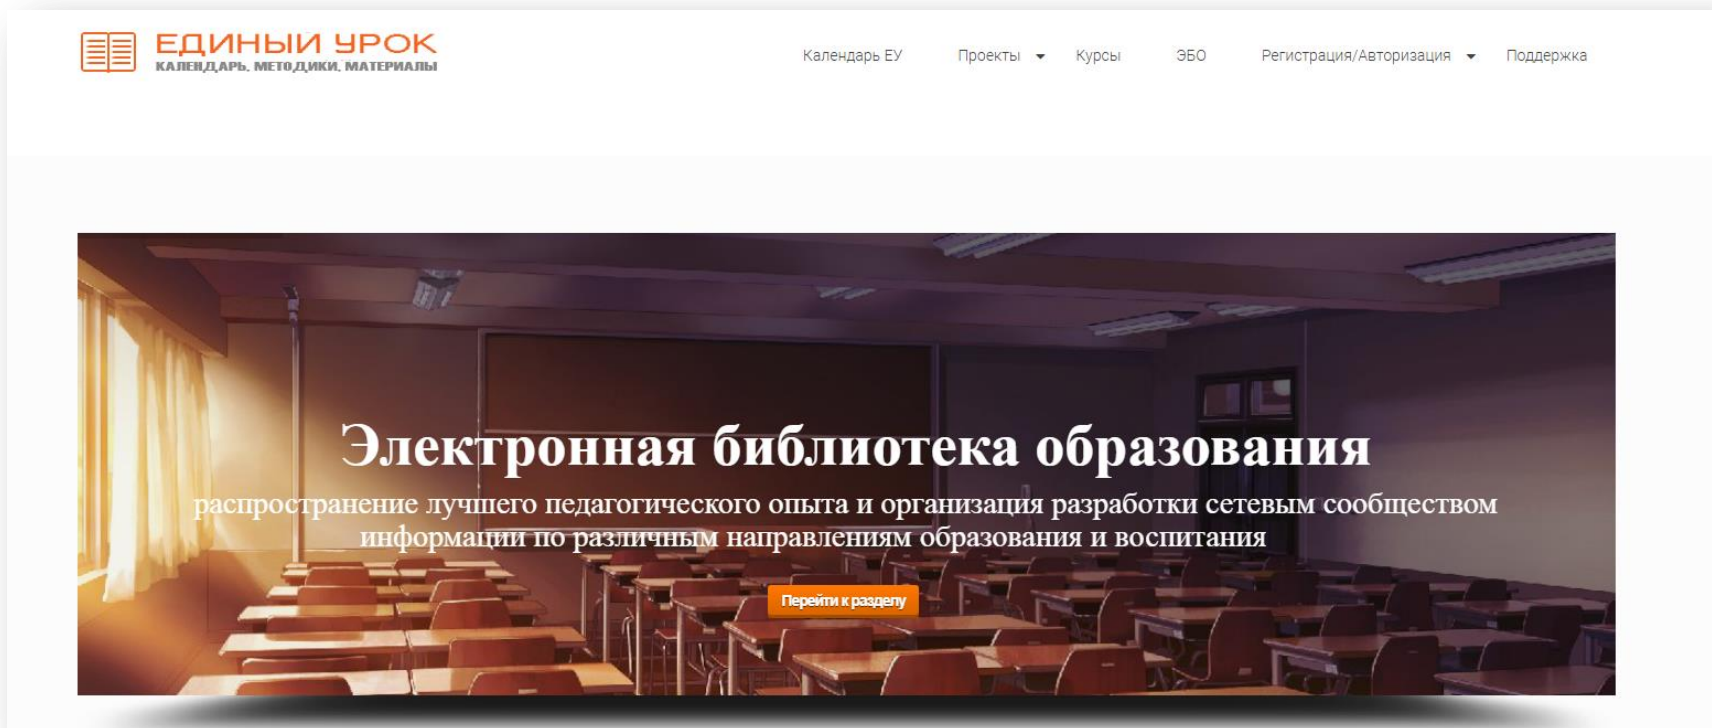 ЕДИНЫЙ УРОК
КАЛЕНДАРЬ, МЕТОДИКИ, МАТЕРИАЛЫ
Календарь ЕУ Проекты Курсы ЭБО Регистрация/Авторизация Поддержка
Электронная библиотека образования
распространение лучшего педагогического опыта и организация разработки сетевым сообществом
информации по различным направлениям образования и воспитания
Перейти к разделу